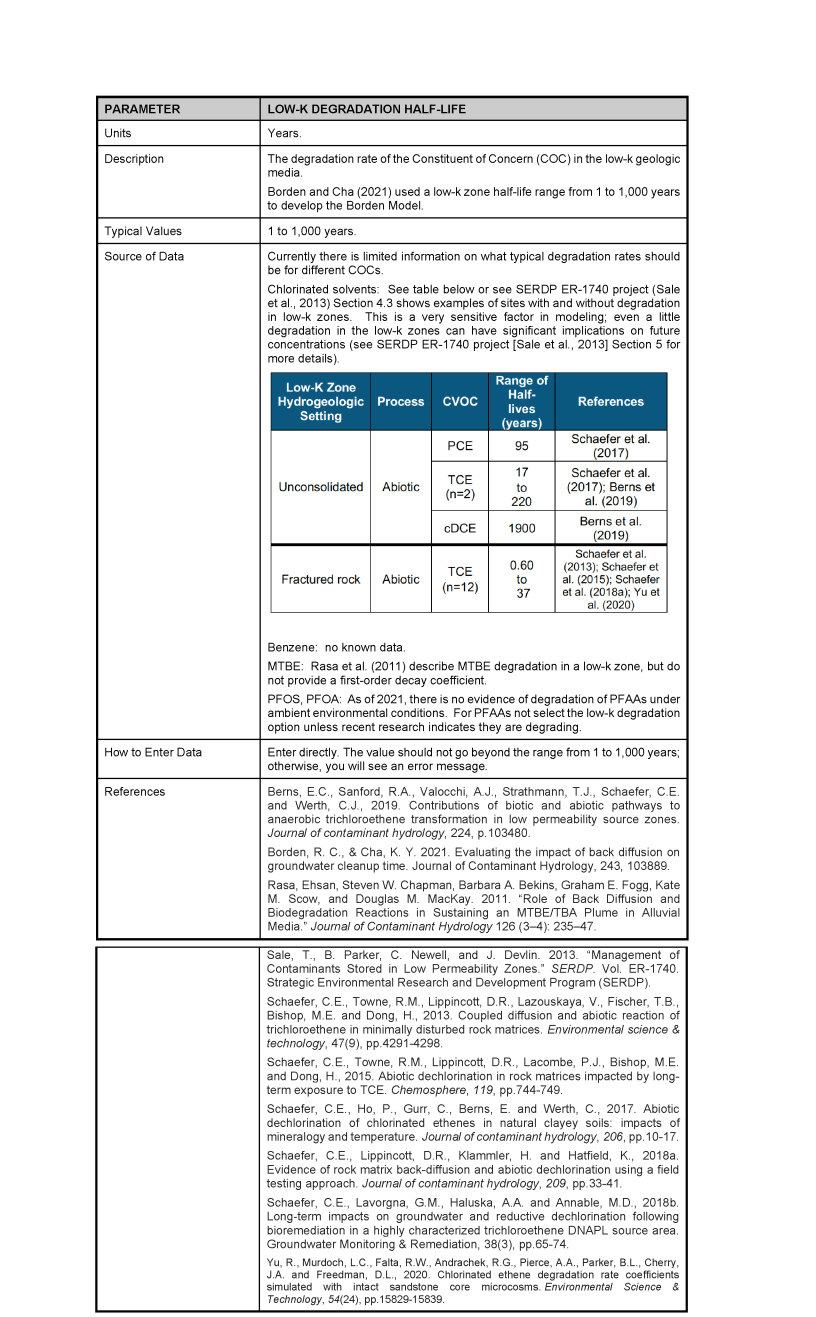 PARAMETER LOW-K DEGRADATION HALF-LIFE
Units Years.
Description The degradation rate of the Constituent of Concern (COC) in the low-k geologic
media.
Borden and Cha (2021) used a low-k zone half-life range from 1 to 1,000 years
to develop the Borden Model.
Typical Values 1 to 1,000 years.
Source of Data Currently there is limited information on what typical degradation rates should
be for different COCs.
Chlorinated solvents: See table below or see SERDP ER-1740 project (Sale
et al., 2013) Section 4.3 shows examples of sites with and without degradation
in low-k zones. This is a very sensitive factor in modeling; even a little
degradation in the low-k zones can have significant implications on future
concentrations (see SERDP ER-1740 project [Sale et al., 2013] Section 5 for
more details).
Low-K Zone
Hydrogeologic
Setting
Process
CVOC
Range of
Half-
lives
(years)
References
Unconsolidated
Abiotic
PCE
95
Schaefer et al.
(2017)
TCE
(n=2)
17
to
220
Schaefer et al.
(2017); Berns et
al. (2019)
cDCE
1900
Berns et al.
(2019)
Fractured rock
Abiotic
TCE
(n=12)
0.60
to
37
Schaefer et al.
(2013); Schaefer et
al. (2015); Schaefer
et al. (2018a); Yu et
al. (2020)
Benzene: no known data.
MTBE: Rasa et al. (2011) describe MTBE degradation in a low-k zone, but do
not provide a first-order decay coefficient.
PFOS, PFOA: As of 2021, there is no evidence of degradation of PFAAs under
ambient environmental conditions. For PFAAs not select the low-k degradation
option unless recent research indicates they are degrading.
How to Enter Data Enter directly. The value should not go beyond the range from 1 to 1,000 years;
otherwise, you will see an error message.
References Berns, E.C., Sanford, R.A., Valocchi, A.J., Strathmann, T.J., Schaefer, C.E.
and Werth, C.J., 2019. Contributions of biotic and abiotic pathways to
anaerobic trichloroethene transformation in low permeability source zones.
Journal of contaminant hydrology, 224, p.103480.
Borden, R. C., & Cha, K. Y. 2021. Evaluating the impact of back diffusion on
groundwater cleanup time. Journal of Contaminant Hydrology, 243, 103889.
Rasa, Ehsan, Steven W. Chapman, Barbara A. Bekins, Graham E. Fogg, Kate
M. Scow, and Douglas M. MacKay. 2011. “Role of Back Diffusion and
Biodegradation Reactions in Sustaining an MTBE/TBA Plume in Alluvial
Media.” Journal of Contaminant Hydrology 126 (3–4): 235–47.
Sale, T., B. Parker, C. Newell, and J. Devlin. 2013. “Management of
Contaminants Stored in Low Permeability Zones.” SERDP. Vol. ER-1740.
Strategic Environmental Research and Development Program (SERDP).
Schaefer, C.E., Towne, R.M., Lippincott, D.R., Lazouskaya, V., Fischer, T.B.,
Bishop, M.E. and Dong, H., 2013. Coupled diffusion and abiotic reaction of
trichloroethene in minimally disturbed rock matrices. Environmental science &
technology, 47(9), pp.4291-4298.
Schaefer, C.E., Towne, R.M., Lippincott, D.R., Lacombe, P.J., Bishop, M.E.
and Dong, H., 2015. Abiotic dechlorination in rock matrices impacted by long-
term exposure to TCE. Chemosphere, 119, pp.744-749.
Schaefer, C.E., Ho, P., Gurr, C., Berns, E. and Werth, C., 2017. Abiotic
dechlorination of chlorinated ethenes in natural clayey soils: impacts of
mineralogy and temperature. Journal of contaminant hydrology, 206, pp.10-17.
Schaefer, C.E., Lippincott, D.R., Klammler, H. and Hatfield, K., 2018a.
Evidence of rock matrix back-diffusion and abiotic dechlorination using a field
testing approach. Journal of contaminant hydrology, 209, pp.33-41.
Schaefer, C.E., Lavorgna, G.M., Haluska, A.A. and Annable, M.D., 2018b.
Long-term impacts on groundwater and reductive dechlorination following
bioremediation in a highly characterized trichloroethene DNAPL source area.
Groundwater Monitoring & Remediation, 38(3), pp.65-74.
Yu, R., Murdoch, L.C., Falta, R.W., Andrachek, R.G., Pierce, A.A., Parker, B.L., Cherry,
J.A. and Freedman, D.L., 2020. Chlorinated ethene degradation rate coefficients
simulated with intact sandstone core microcosms. Environmental Science &
Technology, 54(24), pp.15829-15839.